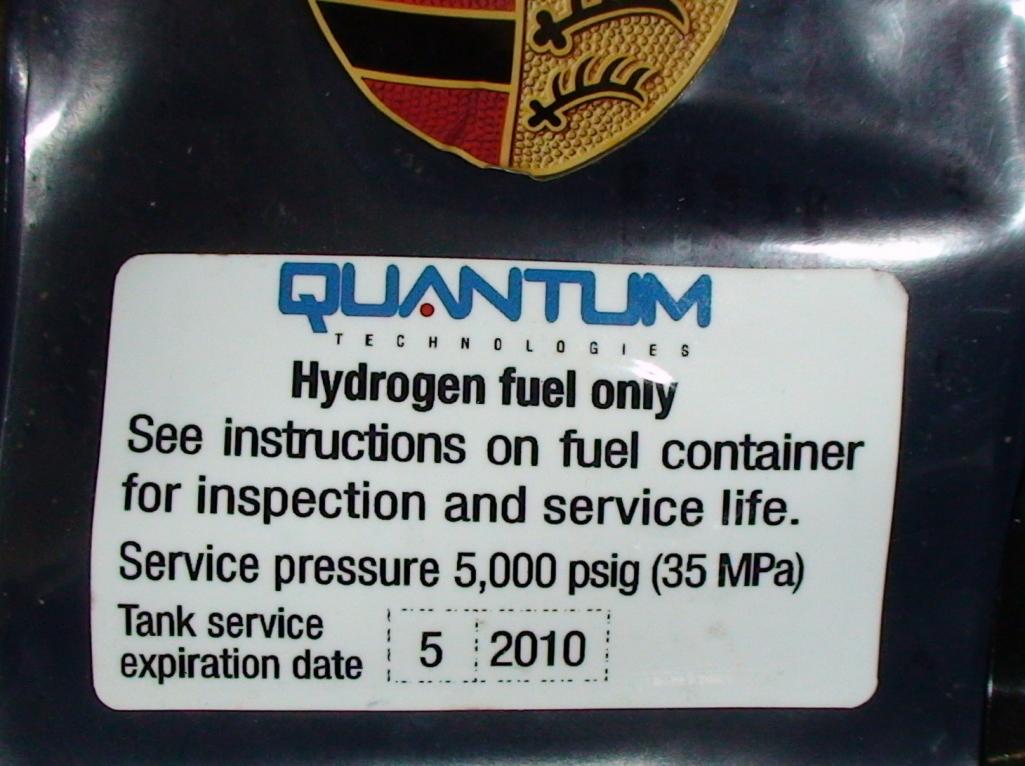 QUANTUM
TECHNOLOGIES
Hydrogen fuel only
See instructions on fuel container
for inspection and service life.
Service pressure 5,000 psig (35 MPa)
Tank service
expiration date 5 2010